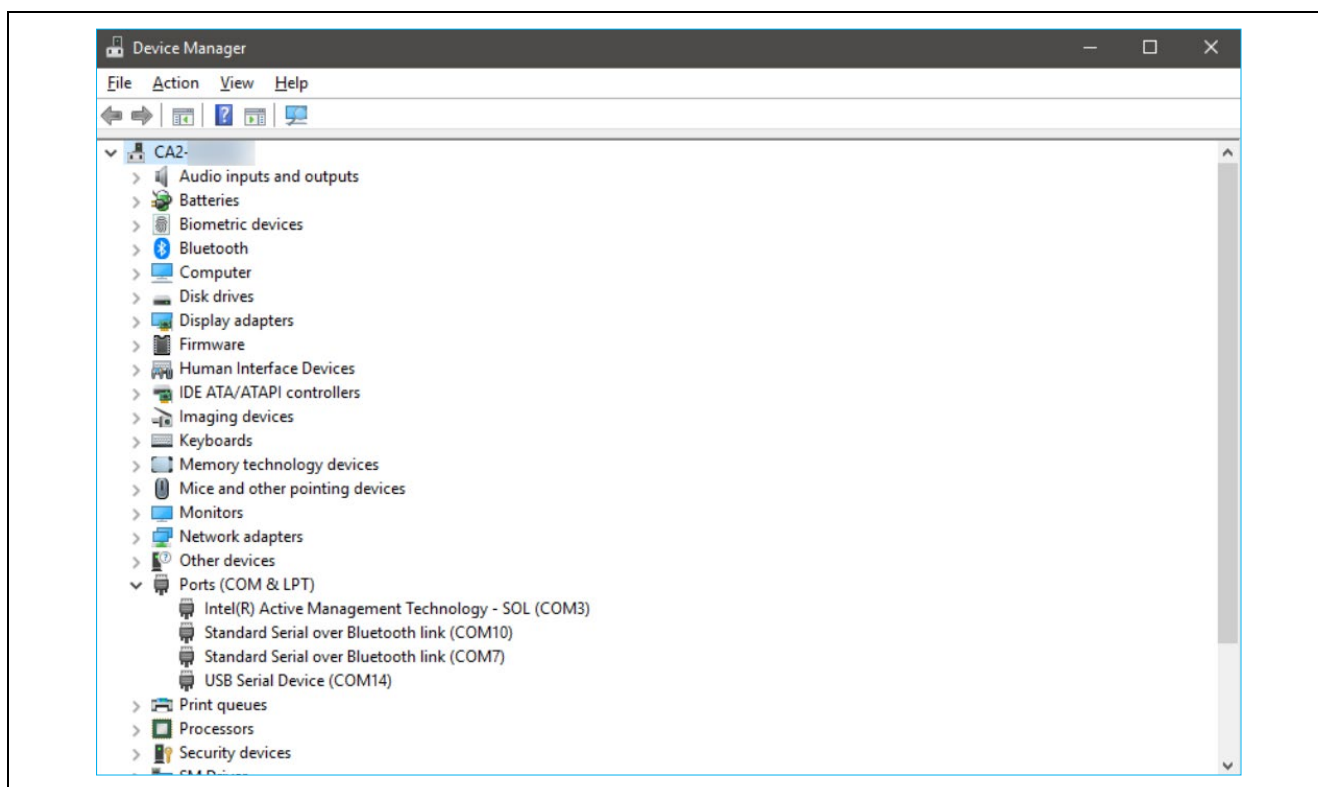 Device Manager
File Action View Help
CA2-
Audio inputs and outputs
Batteries
Biometric devices
Bluetooth
Computer
Disk drives
Display adapters
Firmware
Human Interface Devices
IDE ATA/ATAPI controllers
Imaging devices
Keyboards
Memory technology devices
Mice and other pointing devices
Monitors
Network adapters
Other devices
Ports (COM & LPT)
Intel(R) Active Management Technology - SOL (COM3)
Standard Serial over Bluetooth link (COM10)
Standard Serial over Bluetooth link (COM7)
USB Serial Device (COM14)
Print queues
Processors
Security devices